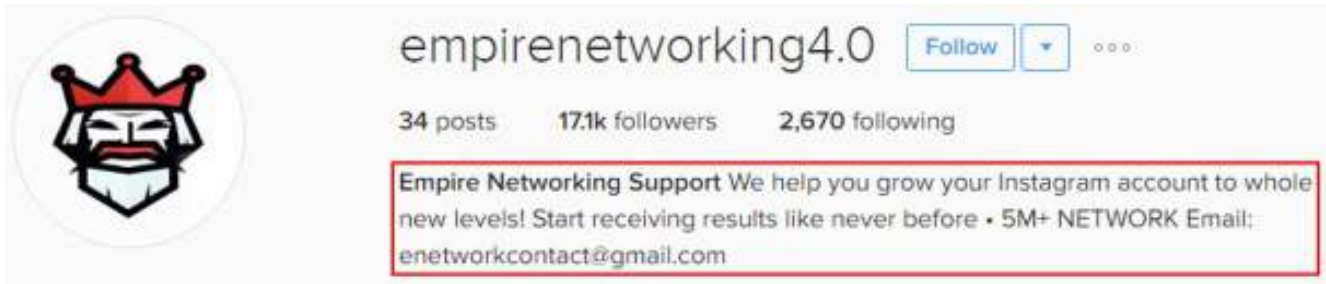 empirenetworking4.0 Follow
34 posts 17.1k followers 2,670 following
Empire Networking Support We help you grow your Instagram account to whole
new levels! Start receiving results like never before • 5M+ NETWORK Email:
enetworkcontact@gmail.com